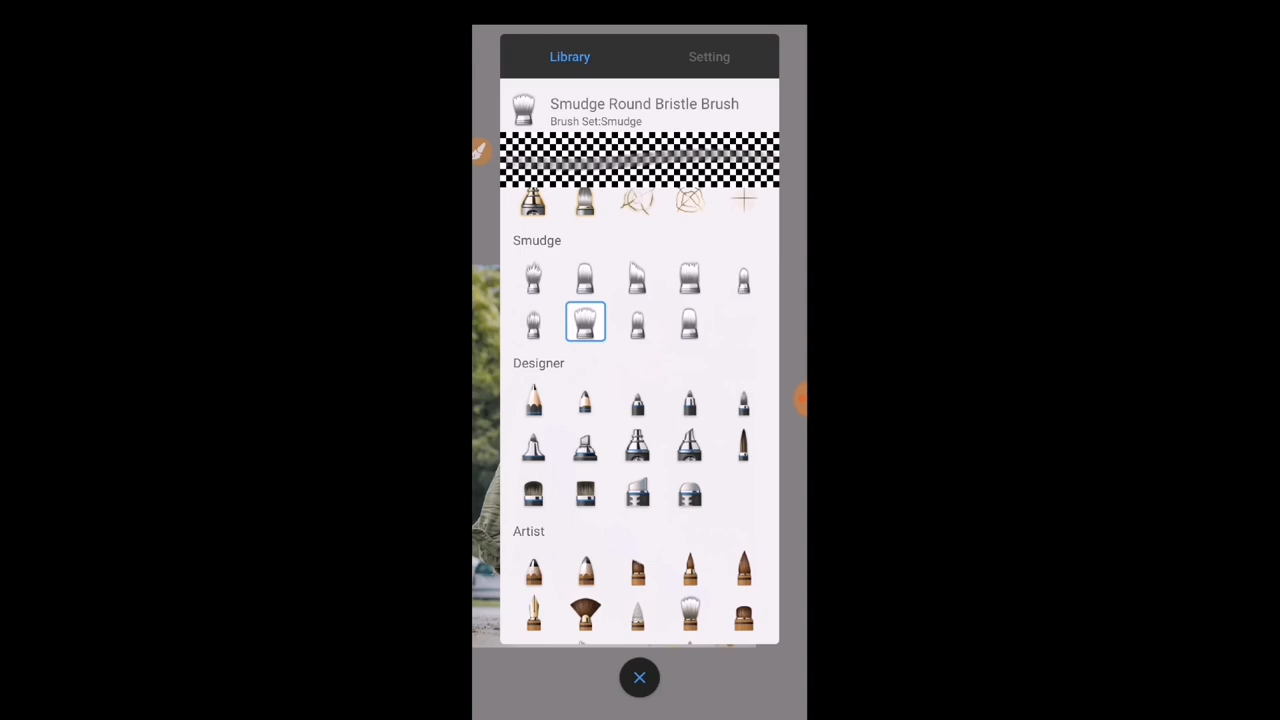 Library
Setting
Smudge Round Bristle Brush
Brush Set:Smudge
Smudge
Designer
Artist